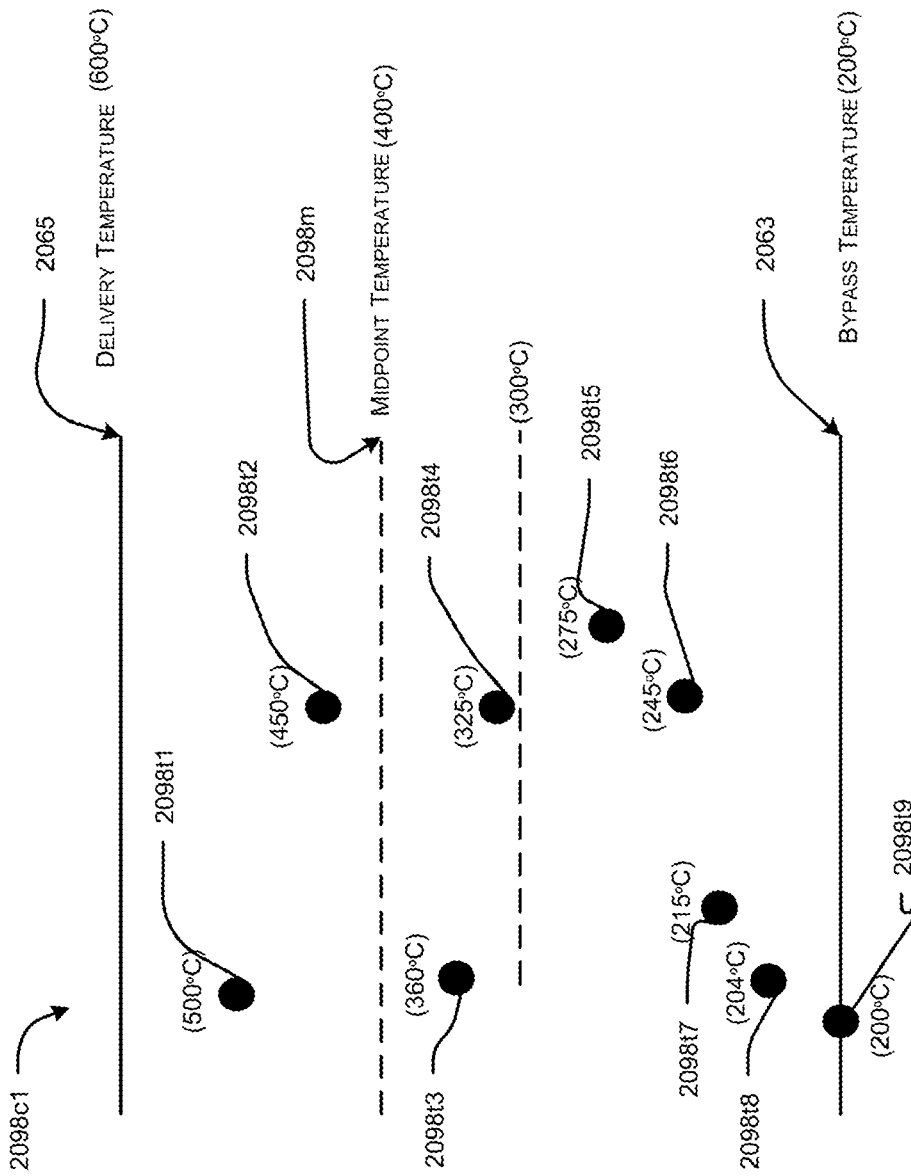 2098c1
2065
DELIVERY TEMPERATURE (600°C)
2098t1
(500°C)
2098t2
(450°C)
2098m
MIDPOINT TEMPERATURE (400°C)
2098t3
(360°C)
2098t4
(325°C)
(300°C)
2098t5
(275°C)
2098t6
(245°C)
2098t7
(215°C)
2098t8
(204°C)
2063
BYPASS TEMPERATURE (200°C)
(200°C)
2098t9